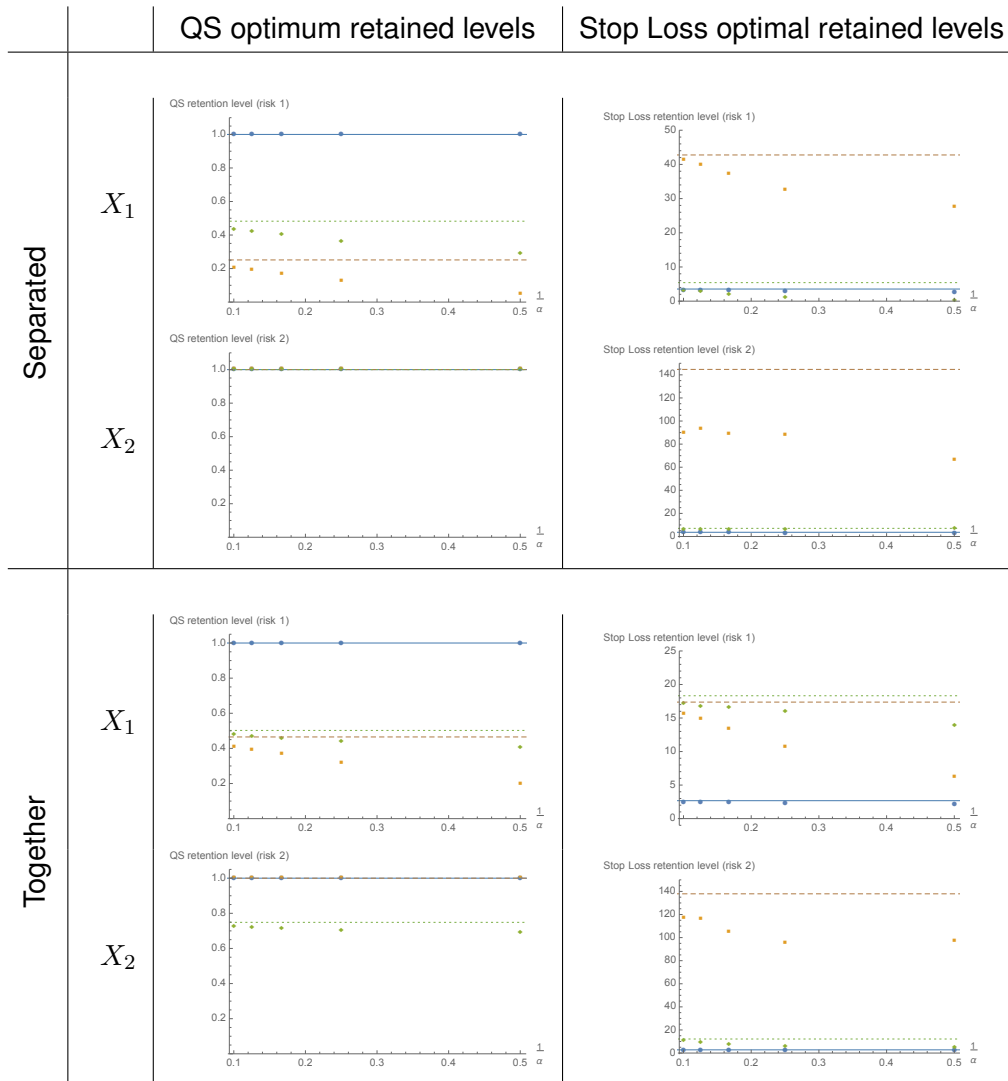 QS optimum retained levels
Stop Loss optimal retained levels
Separated
X₁
QS retention level (risk 1)
1.0
0.8
0.6
0.4
0.2
0.1 0.2 0.3 0.4 0.5
1/α
Stop Loss retention level (risk 1)
50
40
30
20
10
0
0.2 0.3 0.4 0.5
1/α
X₂
QS retention level (risk 2)
1.0
0.8
0.6
0.4
0.2
0.1 0.2 0.3 0.4 0.5
1/α
Stop Loss retention level (risk 2)
140
120
100
80
60
40
20
0
0.1 0.2 0.3 0.4 0.5
1/α
Together
X₁
QS retention level (risk 1)
1.0
0.8
0.6
0.4
0.2
0.1 0.2 0.3 0.4 0.5
1/α
Stop Loss retention level (risk 1)
25
20
15
10
5
0
0.1 0.2 0.3 0.4 0.5
1/α
X₂
QS retention level (risk 2)
1.0
0.8
0.6
0.4
0.2
0.1 0.2 0.3 0.4 0.5
1/α
Stop Loss retention level (risk 2)
140
120
100
80
60
40
20
0
0.1 0.2 0.3 0.4 0.5
1/α